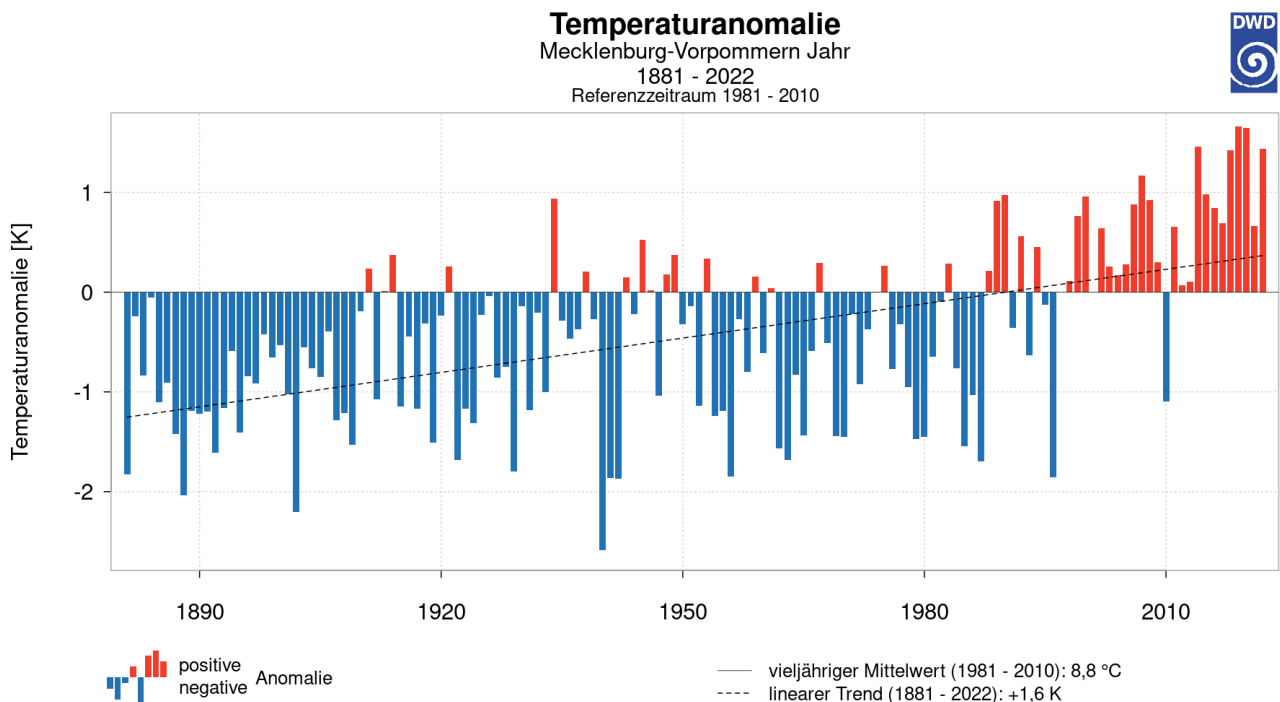 Temperaturanomalie
Mecklenburg-Vorpommern Jahr
1881 - 2022
Referenzzeitraum 1981 - 2010
DWD
Temperaturanomalie [K]
1
0
-1
-2
1890
1920
1950
1980
2010
positive
negative
Anomalie
vieljähriger Mittelwert (1981 - 2010): 8,8 °C
linearer Trend (1881 - 2022): +1,6 K